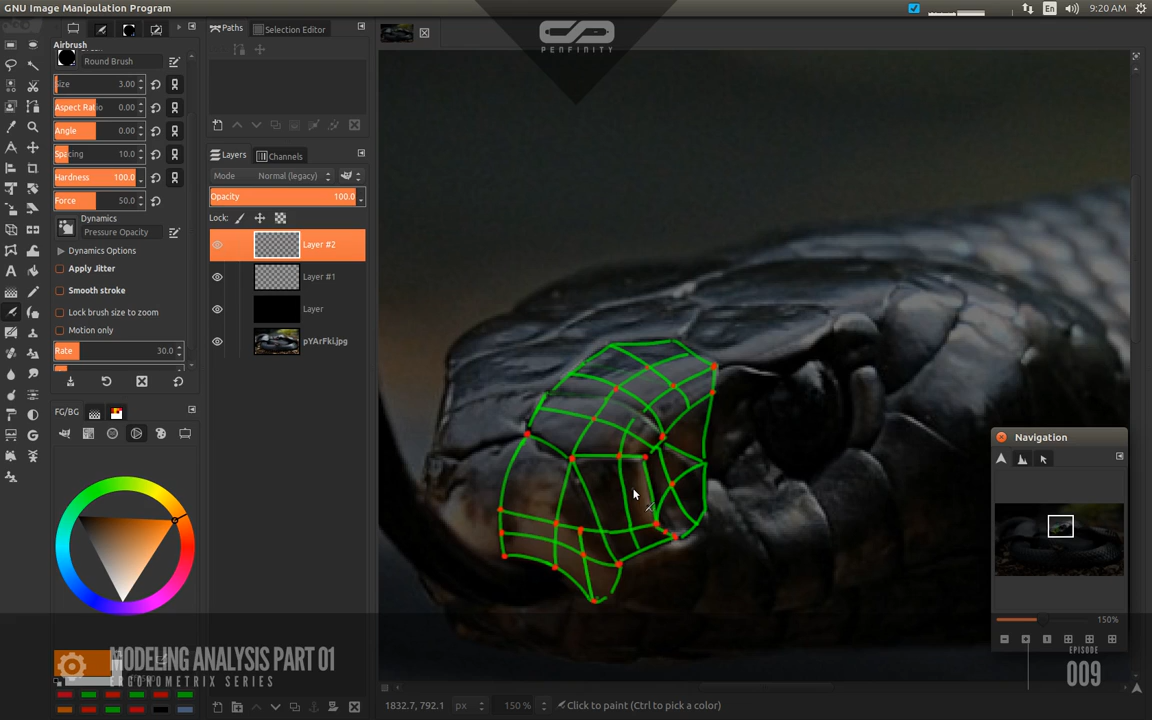 GNU Image Manipulation Program
En
9:20 AM
PENFINITY
Airbrush
Round Brush
Size 3.00
Aspect Ratio 0.00
Angle 0.00
Spacing 10.0
Hardness 100.0
Force 50.0
Dynamics
Pressure Opacity
Dynamics Options
Apply Jitter
Smooth stroke
Lock brush size to zoom
Motion only
Rate 30.0
FG/BG
Paths
Selection Editor
Layers
Channels
Mode Normal (legacy)
Opacity 100.0
Lock:
Layer #2
Layer #1
Layer
pYArFki.jpg
Navigation
150%
MODELING ANALYSIS PART 01
ERGONOMETRIX SERIES
EPISODE
009
1832.7, 792.1 px 150 % Click to paint (Ctrl to pick a color)